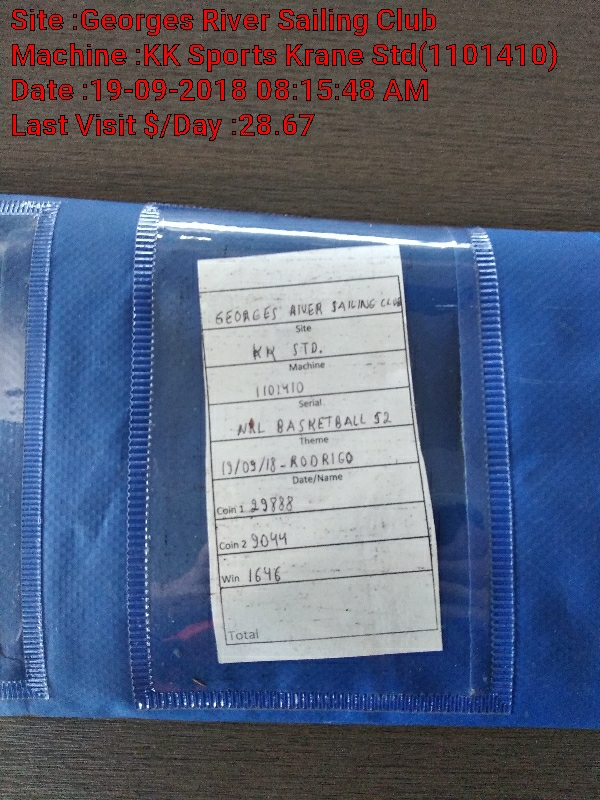 Site :Georges River Sailing Club
Machine :KK Sports Krane Std(1101410)
Date :19-09-2018 08:15:48 AM
Last Visit $/Day :28.67
GEORGES RIVER SAILING CLUB
Site
KK STD.
Machine
1101410
Serial
NRL BASKETBALL $2
Theme
19/09/18-RODRIGO
Date/Name
Coin 1 29888
Coin 2 9044
Win 1646
Total